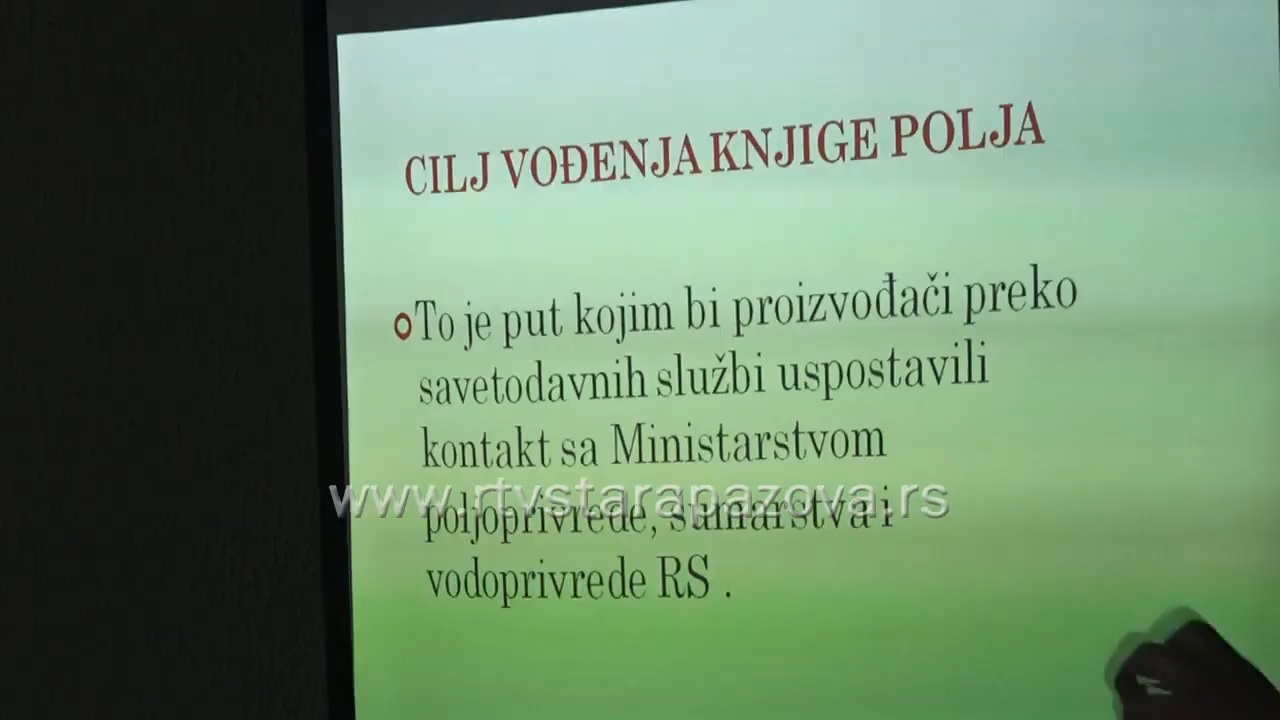 CILJ VOĐENJA KNJIGE POLJA
To je put kojim bi proizvođači preko
savetodavnih službi uspostavili
kontakt sa Ministarstvom
www.rtvstarapazova.rs
poljoprivrede, šumarstva i
vodoprivrede RS .